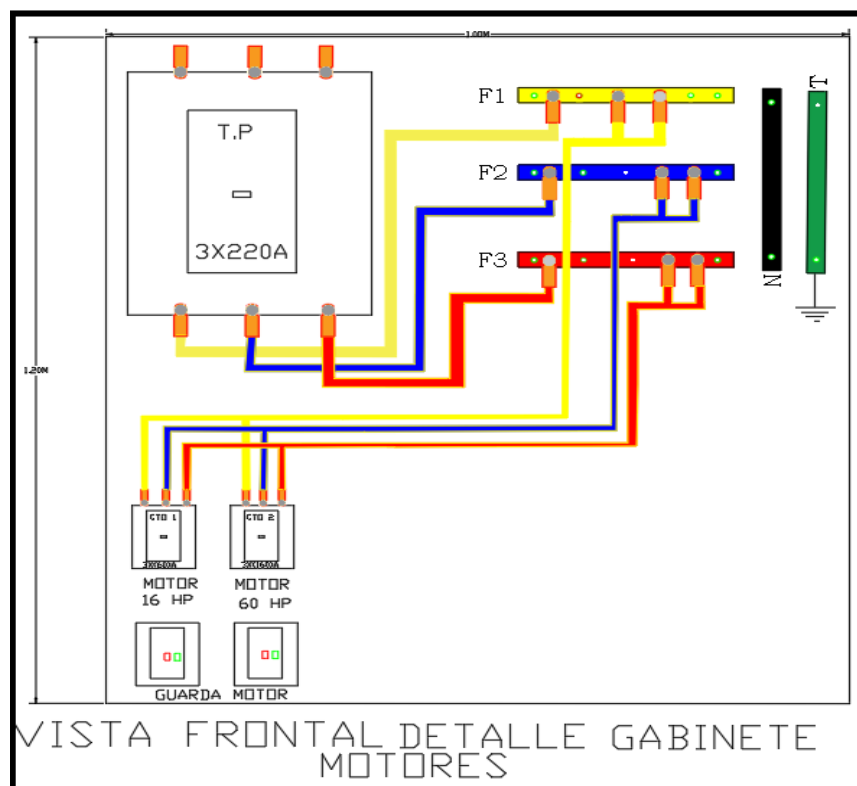 1.00M
T.P
3X220A
F1
F2
F3
N
T
1.20M
CTO 1
CTO 2
MOTOR
16 HP
MOTOR
60 HP
GUARDA MOTOR
VISTA FRONTAL DETALLE GABINETE
MOTORES